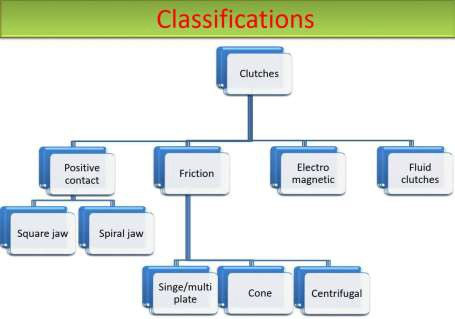 Classifications
Clutches
Positive
contact
Friction
Electro
magnetic
Fluid
clutches
Square jaw
Spiral jaw
Singe/multi
plate
Cone
Centrifugal